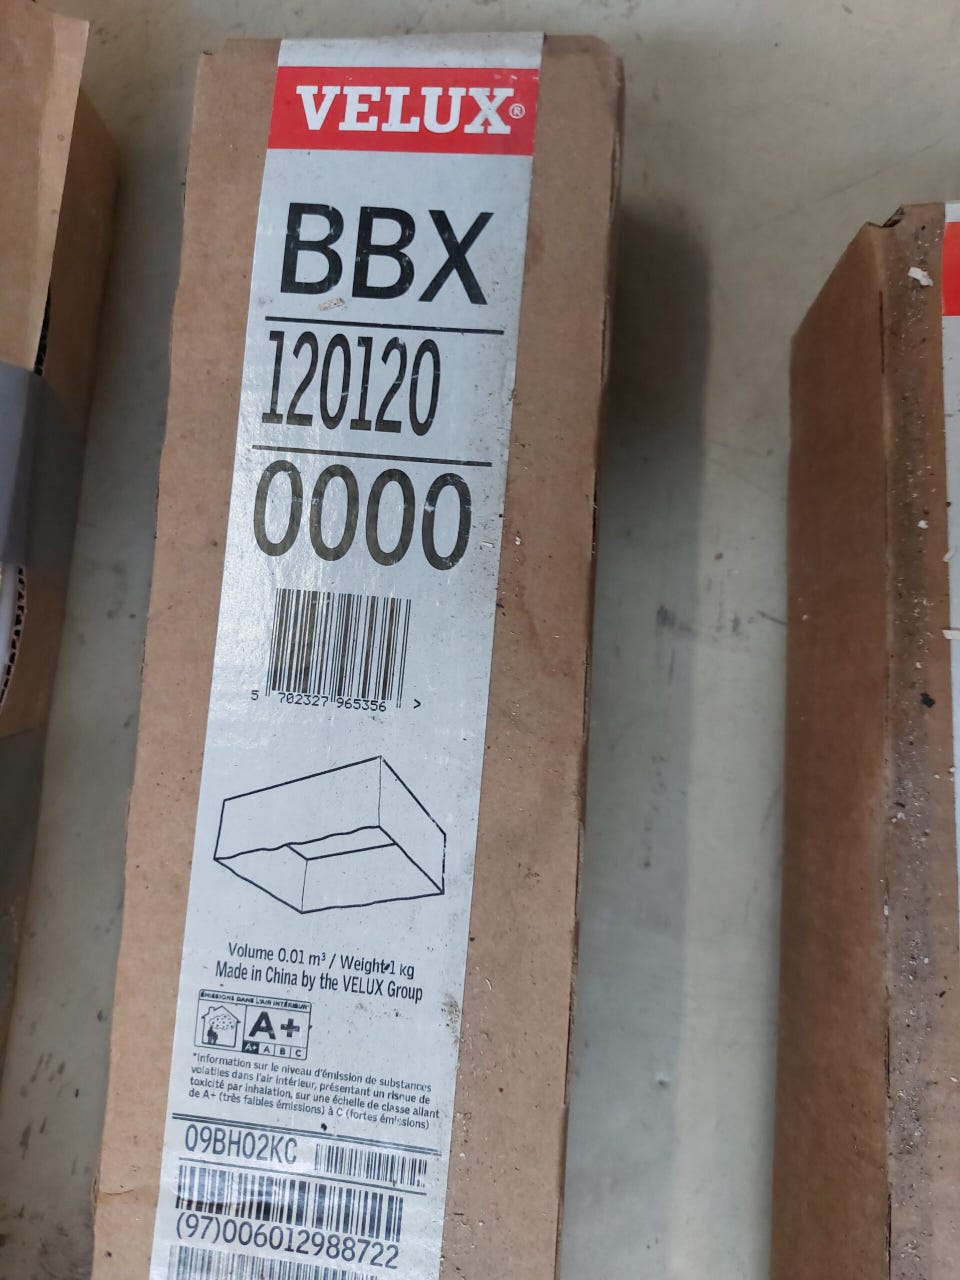 VELUX®
BBX
120120
0000
5 702327 965356 >
Volume 0.01 m³ / Weight 1 kg
Made in China by the VELUX Group
ÉMISSIONS DANS L'AIR INTÉRIEUR*
A+
A+ A B C
*Information sur le niveau d'émission de substances
volatiles dans l'air intérieur, présentant un risque de
toxicité par inhalation, sur une échelle de classe allant
de A+ (très faibles émissions) à C (fortes émissions)
09BH02KC
(97)006012988722